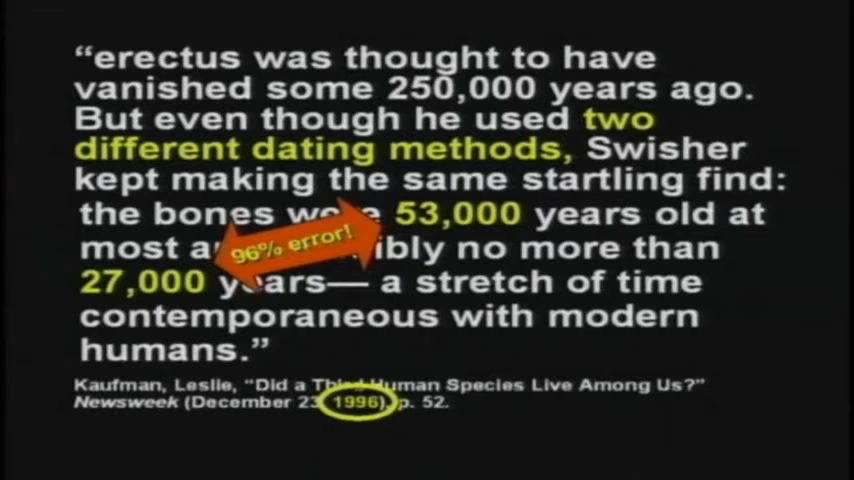 “erectus was thought to have
vanished some 250,000 years ago.
But even though he used two
different dating methods, Swisher
kept making the same startling find:
the bones were 53,000 years old at
most a ibly no more than
96% error!
27,000 years— a stretch of time
contemporaneous with modern
humans.”
Kaufman, Leslie, “Did a Third Human Species Live Among Us?”
Newsweek (December 23, 1996), p. 52.